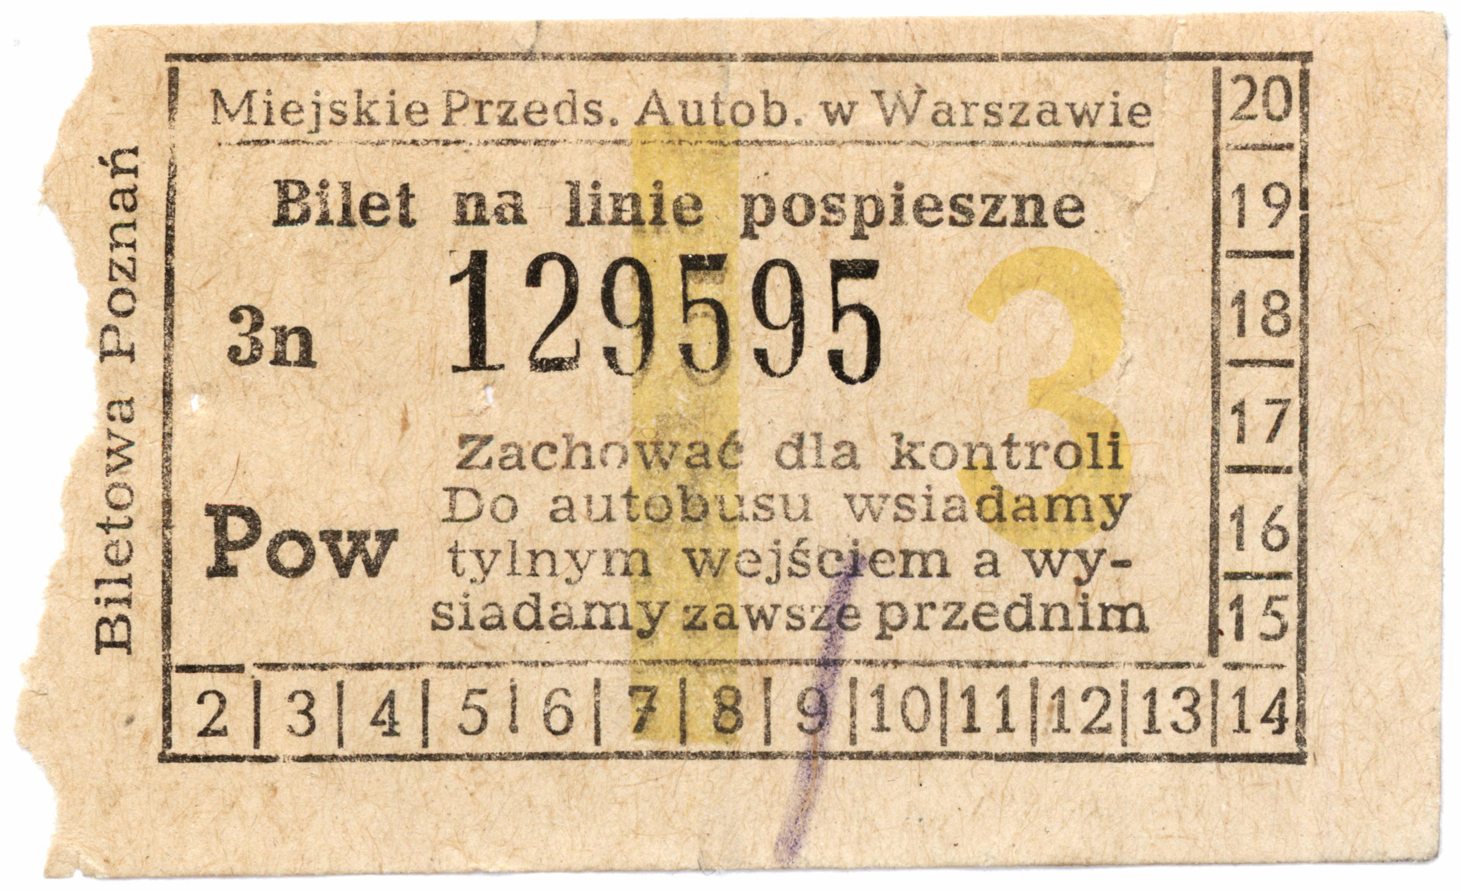 Biletowa Poznań
Miejskie Przeds. Autob. w Warszawie
Bilet na linie pospieszne
3n 129595
3
Pow
Zachować dla kontroli
Do autobusu wsiadamy
tylnym wejściem a wy-
siadamy zawsze przednim
20
19
18
17
16
15
2 3 4 5 6 7 8 9 10 11 12 13 14